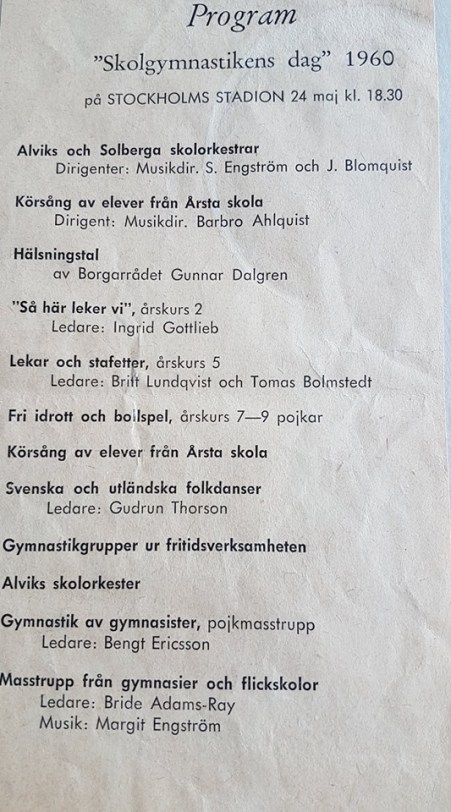 Program
”Skolgymnastikens dag” 1960
på STOCKHOLMS STADION 24 maj kl. 18.30
Alviks och Solberga skolorkestrar
Dirigenter: Musikdir. S. Engström och J. Blomquist
Körsång av elever från Årsta skola
Dirigent: Musikdir. Barbro Ahlquist
Hälsningstal
av Borgarrådet Gunnar Dalgren
”Så här leker vi”, årskurs 2
Ledare: Ingrid Gottlieb
Lekar och stafetter, årskurs 5
Ledare: Britt Lundqvist och Tomas Bolmstedt
Fri idrott och bollspel, årskurs 7—9 pojkar
Körsång av elever från Årsta skola
Svenska och utländska folkdanser
Ledare: Gudrun Thorson
Gymnastikgrupper ur fritidsverksamheten
Alviks skolorkester
Gymnastik av gymnasister, pojkmasstrupp
Ledare: Bengt Ericsson
Masstrupp från gymnasier och flickskolor
Ledare: Bride Adams-Ray
Musik: Margit Engström